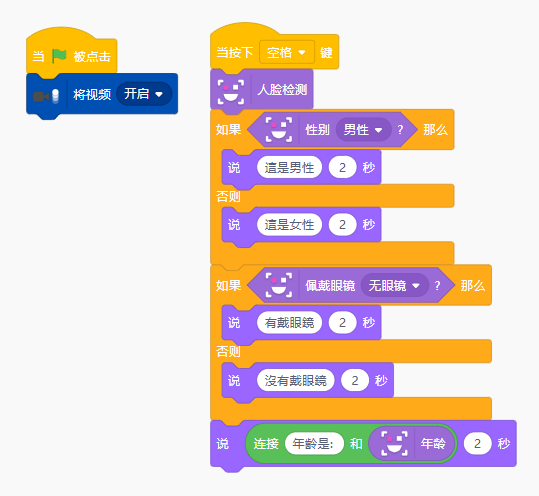 当 被点击
将视频 开启
当按下 空格 键
人脸检测
如果 性别 男性 ? 那么
说 這是男性 2 秒
否则
说 這是女性 2 秒
如果 佩戴眼镜 无眼镜 ? 那么
说 有戴眼鏡 2 秒
否则
说 沒有戴眼鏡 2 秒
说 连接 年龄是: 和 年龄 2 秒